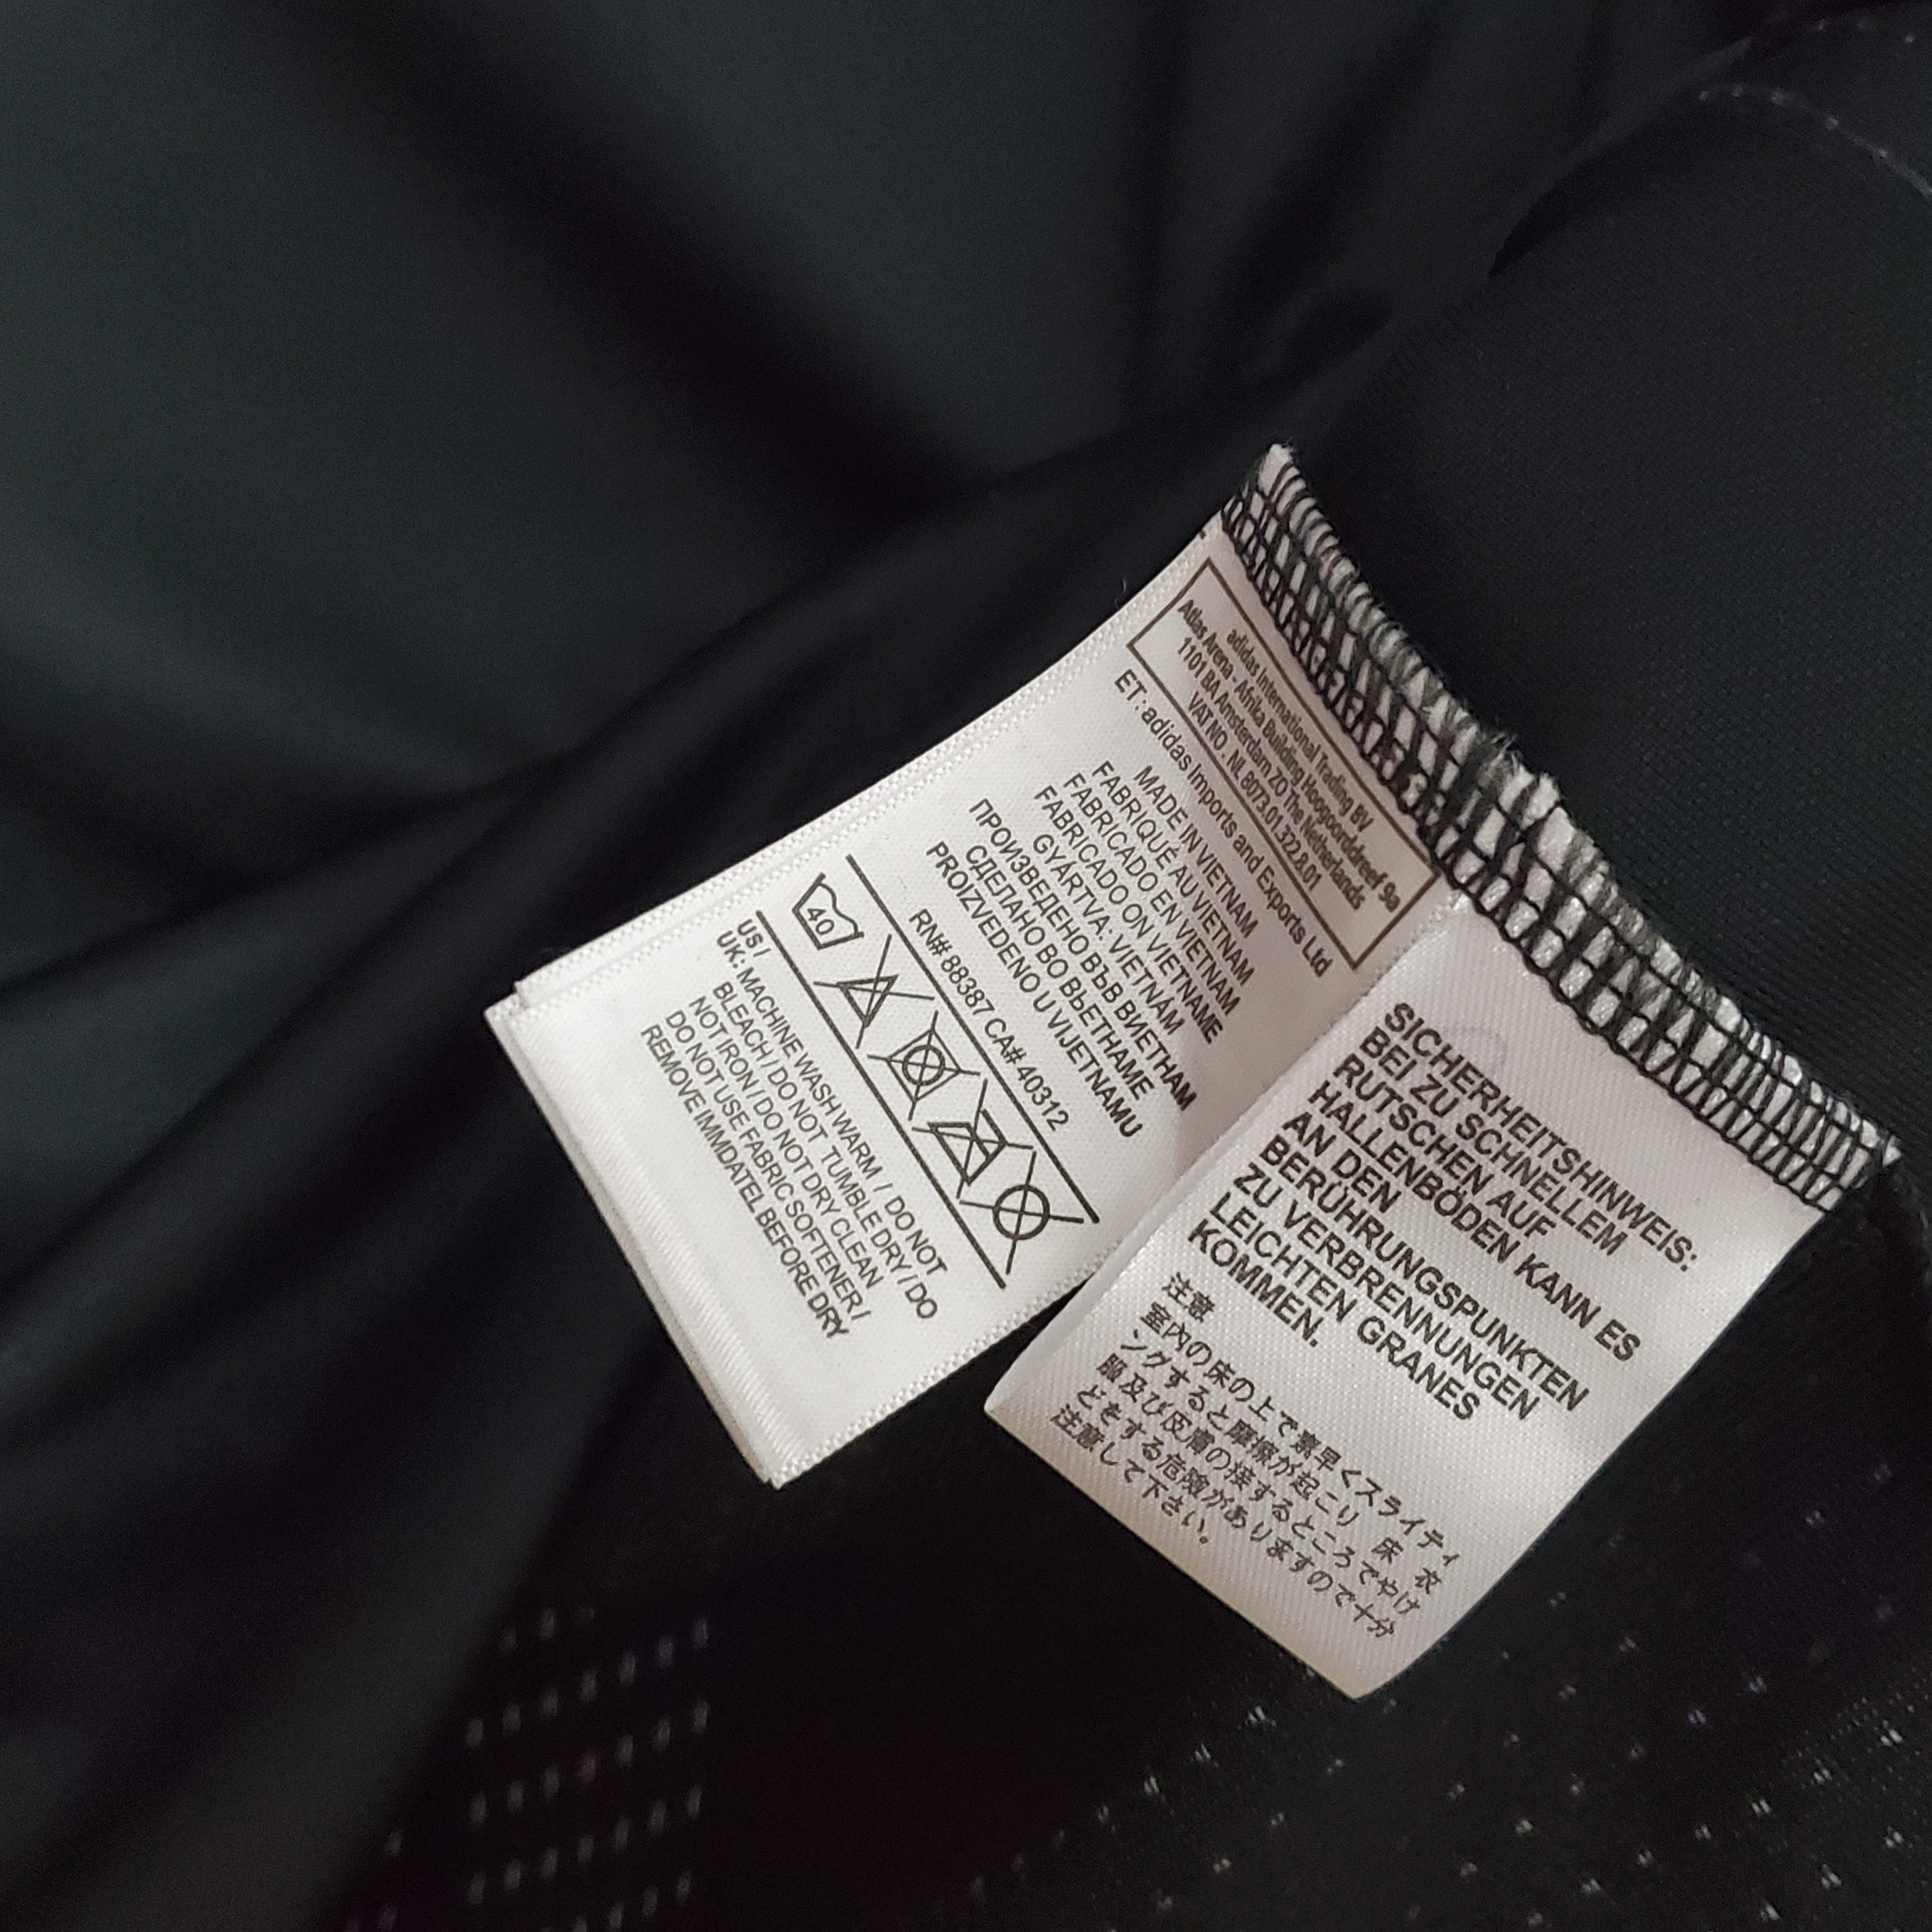 adidas International Trading BV
Atlas Arena - Afrika Building Hoogoorddreef 9a
1101 BA Amsterdam ZO The Netherlands
VAT NO. : NL 8073.01.322.B.01
ET : adidas Imports and Exports Ltd
MADE IN VIETNAM
FABRIQUÉ AU VIETNAM
FABRICADO EN VIETNAM
FABRICADO ON VIETNAME
GYÁRTVA: VIETNÁM
ПРОИЗВЕДЕНО ВЪВ ВИЕТНАМ
СДЕЛАНО ВО ВЬЕТНАМЕ
PROIZVEDENO U VIJETNAMU
RN# 88387 CA# 40312
40
US /
UK: MACHINE WASH WARM / DO NOT
BLEACH / DO NOT TUMBLE DRY / DO
NOT IRON / DO NOT DRY CLEAN
DO NOT USE FABRIC SOFTENER /
REMOVE IMMDATEL BEFORE DRY
SICHERHEITSHINWEIS:
BEI ZU SCHNELLEM
RUTSCHEN AUF
HALLENBÖDEN KANN ES
AN DEN
BERÜHRUNGSPUNKTEN
ZU VERBRENNUNGEN
LEICHTEN GRANES
KOMMEN.
注意
室内の床の上で素早くスライティ
ングすると摩擦が起こり 床 衣
服及び皮膚の接するところでやけ
どをする危険がありますので十分
注意して下さい。